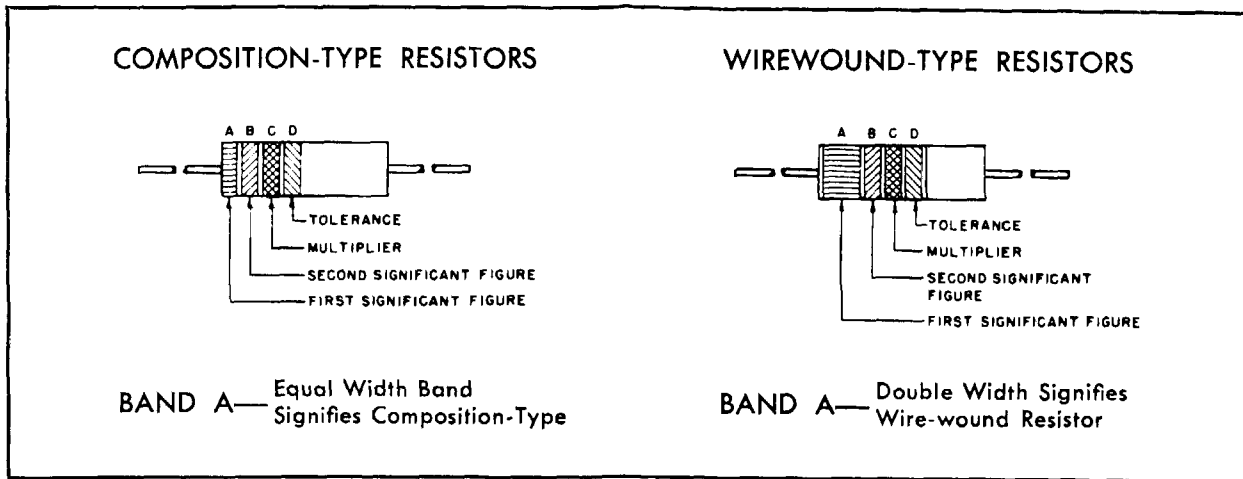 COMPOSITION-TYPE RESISTORS
A B C D
TOLERANCE
MULTIPLIER
SECOND SIGNIFICANT FIGURE
FIRST SIGNIFICANT FIGURE
BAND A— Equal Width Band
Signifies Composition-Type
WIREWOUND-TYPE RESISTORS
A B C D
TOLERANCE
MULTIPLIER
SECOND SIGNIFICANT
FIGURE
FIRST SIGNIFICANT FIGURE
BAND A— Double Width Signifies
Wire-wound Resistor